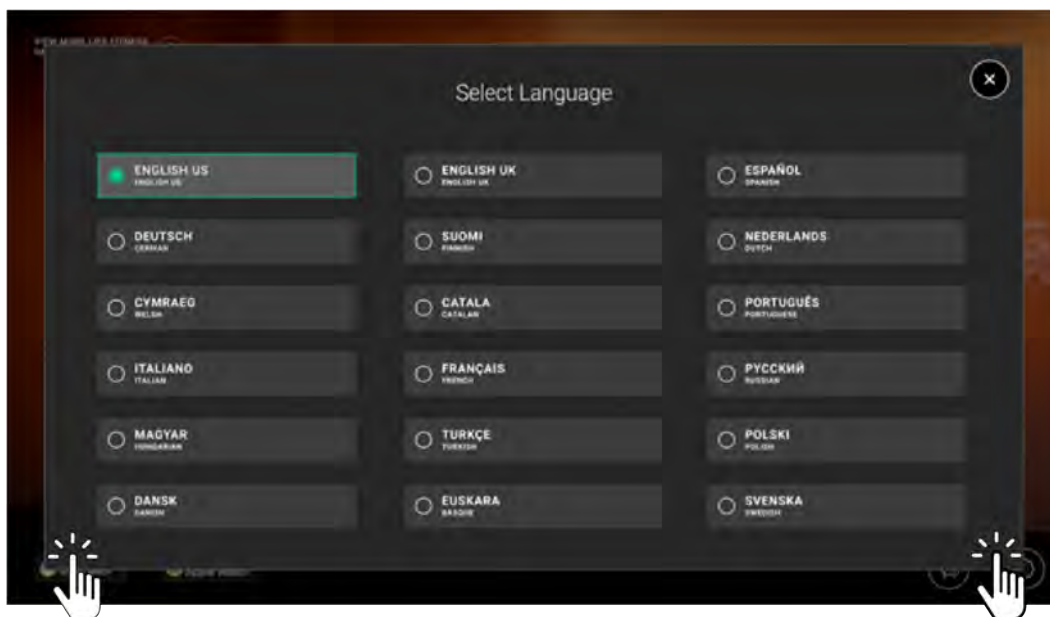 Select Language
ENGLISH US
ENGLISH US
ENGLISH UK
ENGLISH UK
ESPAÑOL
SPANISH
DEUTSCH
GERMAN
SUOMI
FINNISH
NEDERLANDS
DUTCH
CYMRAEG
WELSH
CATALA
CATALAN
PORTUGUÊS
PORTUGUESE
ITALIANO
ITALIAN
FRANÇAIS
FRENCH
РУССКИЙ
RUSSIAN
MAGYAR
HUNGARIAN
TURKÇE
TURKISH
POLSKI
POLISH
DANSK
DANISH
EUSKARA
BASQUE
SVENSKA
SWEDISH